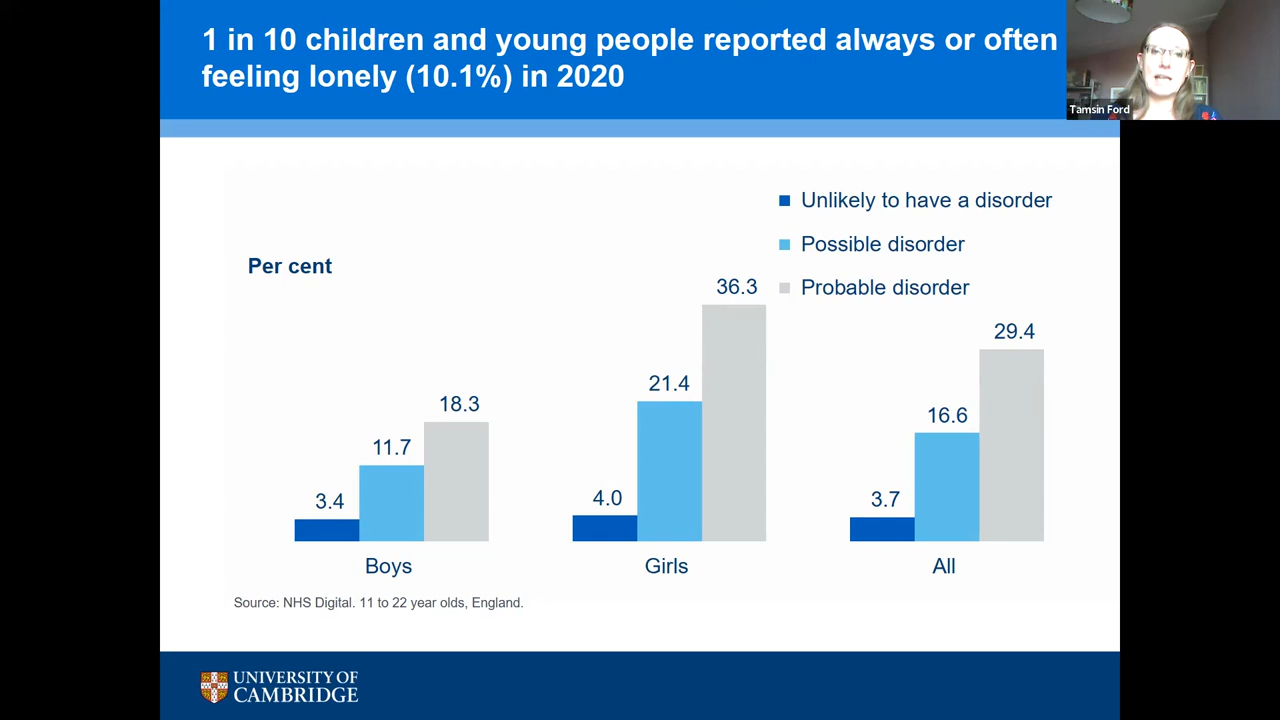 1 in 10 children and young people reported always or often
feeling lonely (10.1%) in 2020
Tamsin Ford
Unlikely to have a disorder
Possible disorder
Probable disorder
Per cent
3.4
11.7
18.3
4.0
21.4
36.3
3.7
16.6
29.4
Boys
Girls
All
Source: NHS Digital. 11 to 22 year olds, England.
UNIVERSITY OF
CAMBRIDGE